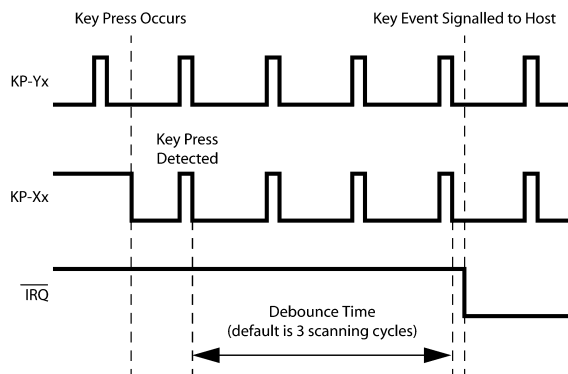 Key Press Occurs
Key Event Signalled to Host
KP-Yx
Key Press
Detected
KP-Xx
IRQ
Debounce Time
(default is 3 scanning cycles)